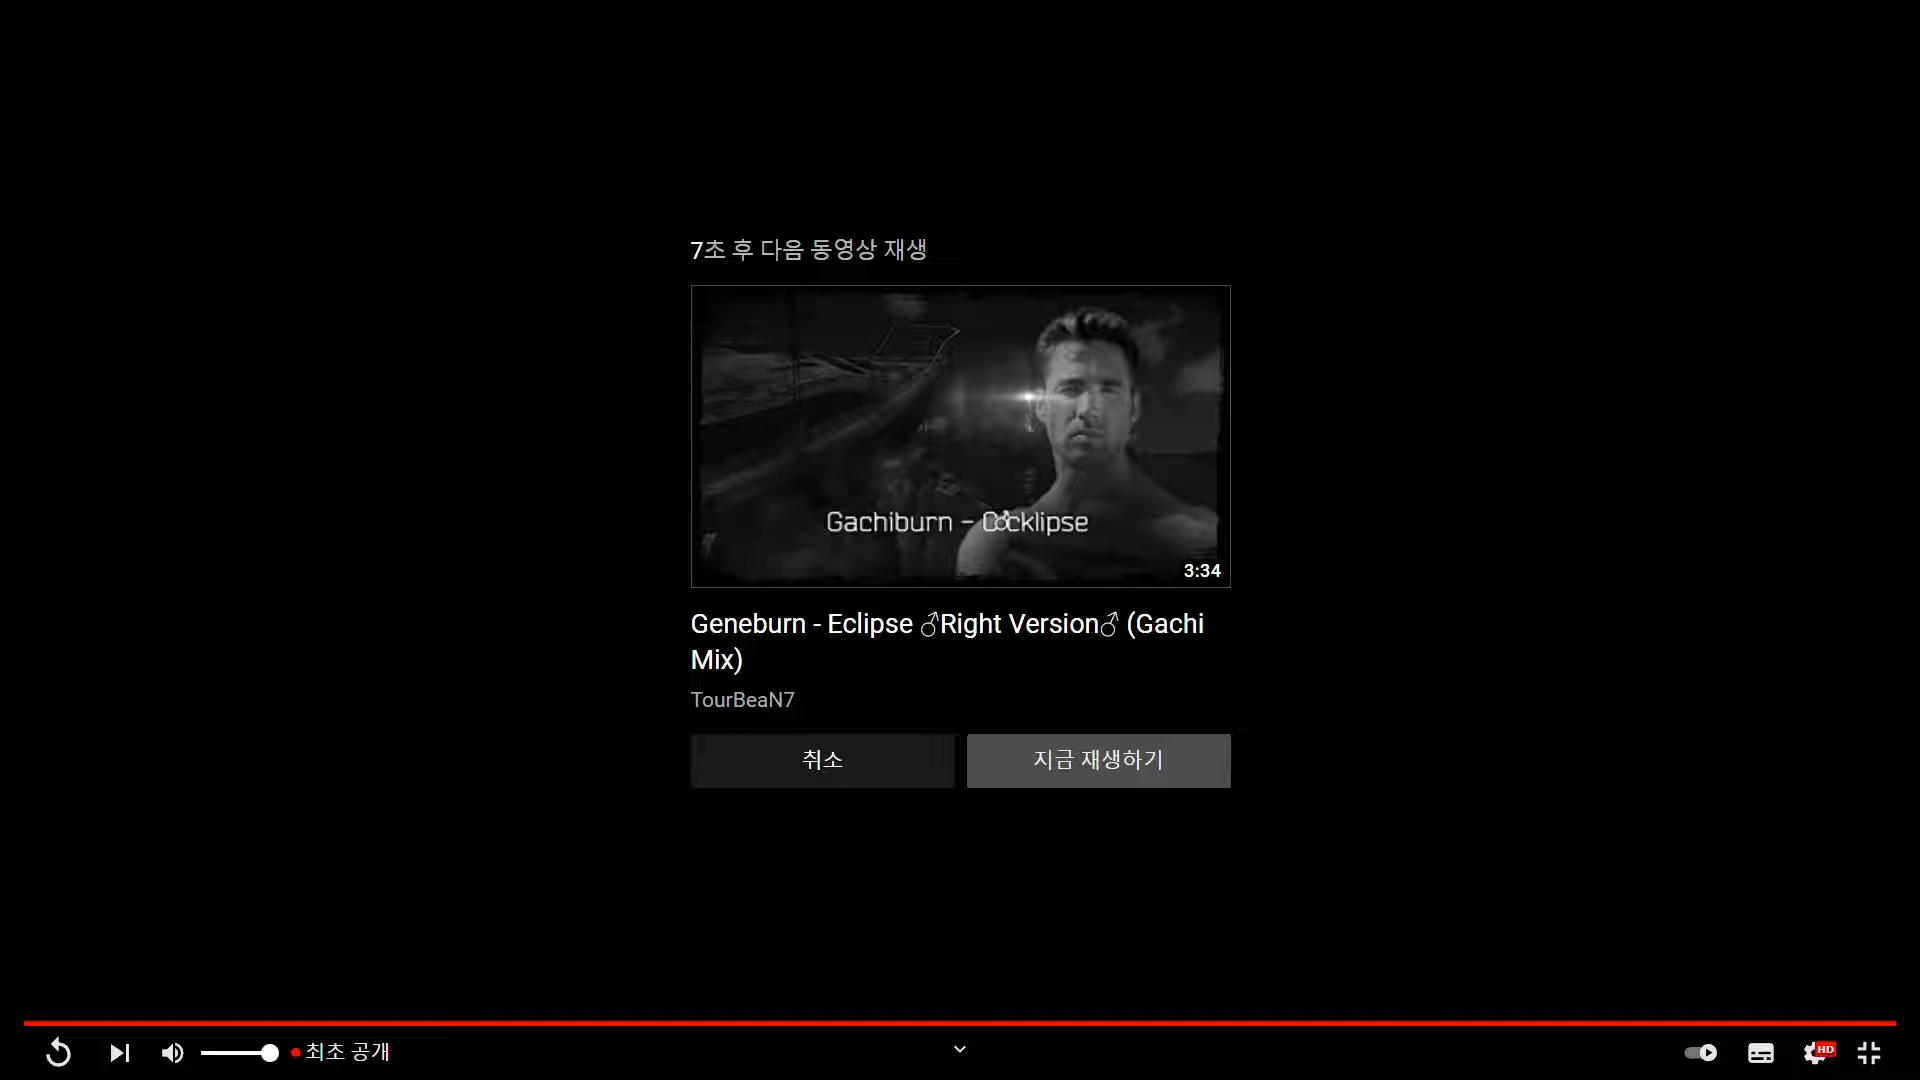 7초 후 다음 동영상 재생
Gachiburn - C♂cklipse
3:34
Geneburn - Eclipse ♂Right Version♂ (Gachi
Mix)
TourBeaN7
취소
지금 재생하기
최초 공개
HD